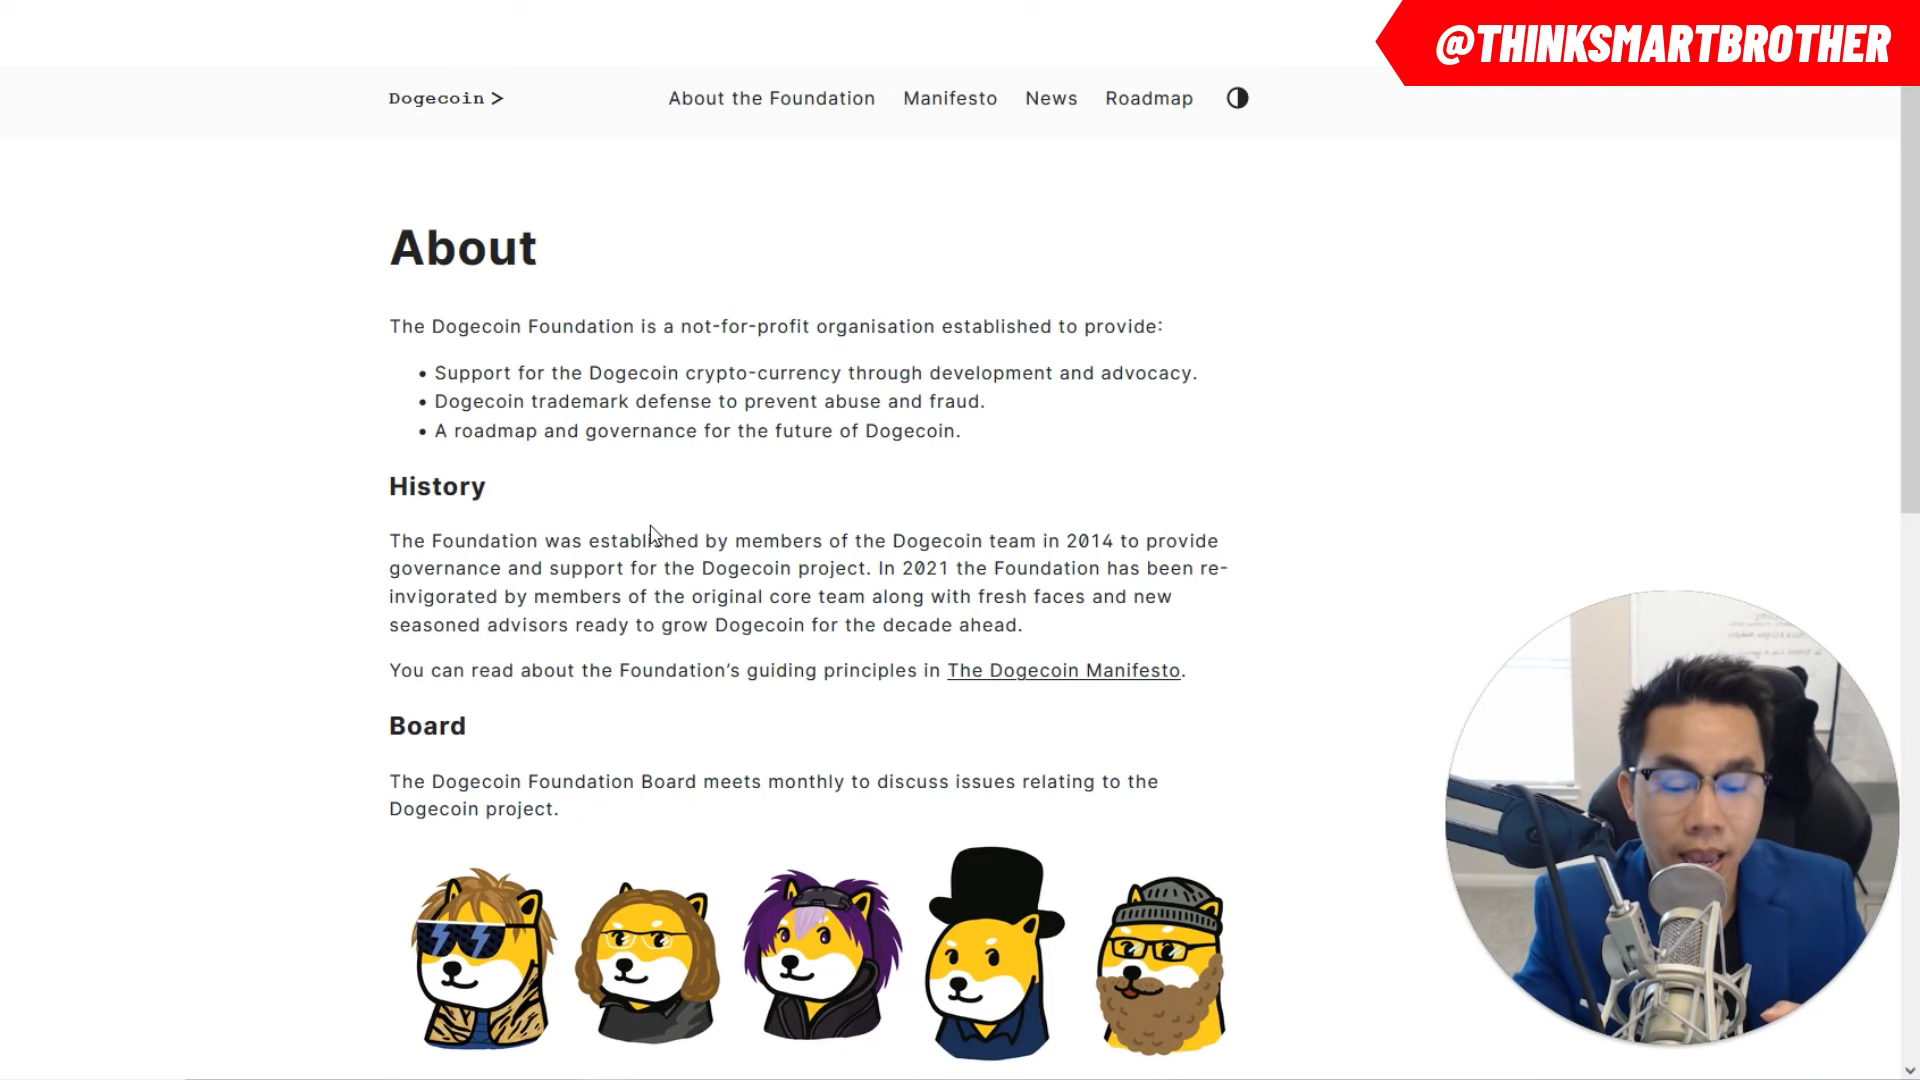 @THINKSMARTBROTHER
Dogecoin >
About the Foundation
Manifesto
News
Roadmap
About
The Dogecoin Foundation is a not-for-profit organisation established to provide:
• Support for the Dogecoin crypto-currency through development and advocacy.
• Dogecoin trademark defense to prevent abuse and fraud.
• A roadmap and governance for the future of Dogecoin.
History
The Foundation was established by members of the Dogecoin team in 2014 to provide
governance and support for the Dogecoin project. In 2021 the Foundation has been re-
invigorated by members of the original core team along with fresh faces and new
seasoned advisors ready to grow Dogecoin for the decade ahead.
You can read about the Foundation’s guiding principles in The Dogecoin Manifesto.
Board
The Dogecoin Foundation Board meets monthly to discuss issues relating to the
Dogecoin project.